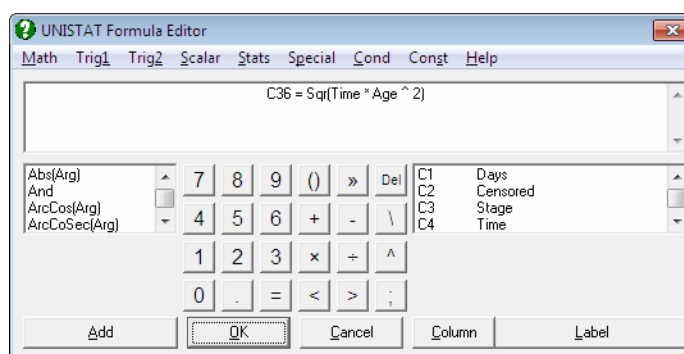 UNISTAT Formula Editor
Math Trig1 Trig2 Scalar Stats Special Cond Const Help
C36 = Sqr(Time * Age ^ 2)
Abs(Arg) 7 8 9 () » Del C1 Days
And C2 Censored
ArcCos(Arg) 4 5 6 + - \ C3 Stage
ArcCoSec(Arg) C4 Time
1 2 3 × ÷ ^
0 . = < > ;
Add OK Cancel Column Label